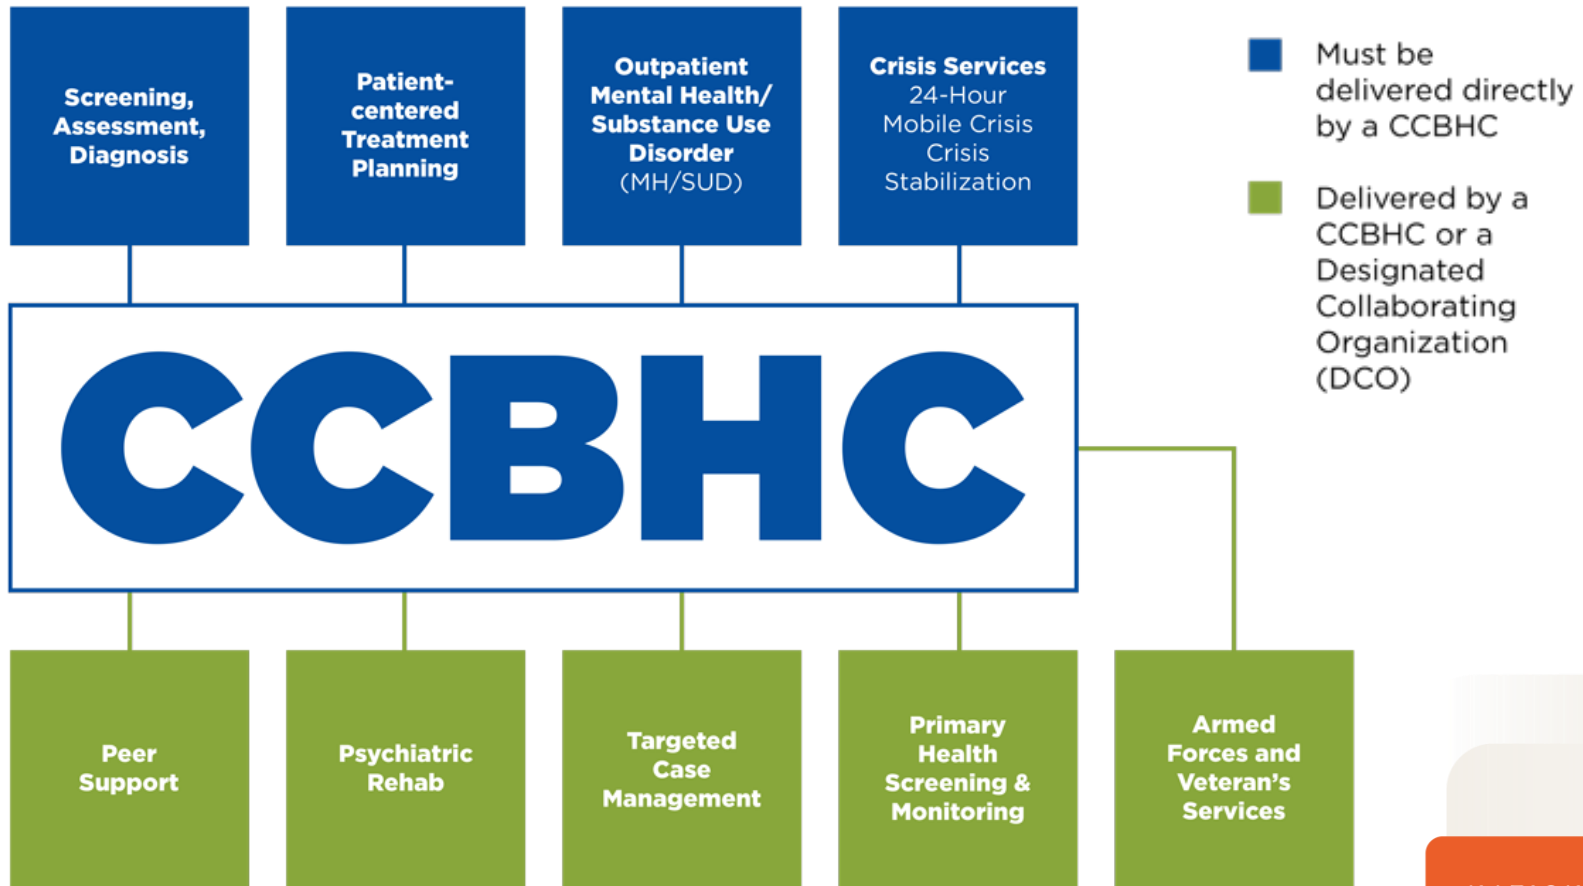 Screening,
Assessment,
Diagnosis
Patient-
centered
Treatment
Planning
Outpatient
Mental Health/
Substance Use
Disorder
(MH/SUD)
Crisis Services
24-Hour
Mobile Crisis
Crisis
Stabilization
Must be
delivered directly
by a CCBHC
Delivered by a
CCBHC or a
Designated
Collaborating
Organization
(DCO)
CCBHC
Peer
Support
Psychiatric
Rehab
Targeted
Case
Management
Primary
Health
Screening &
Monitoring
Armed
Forces and
Veteran’s
Services